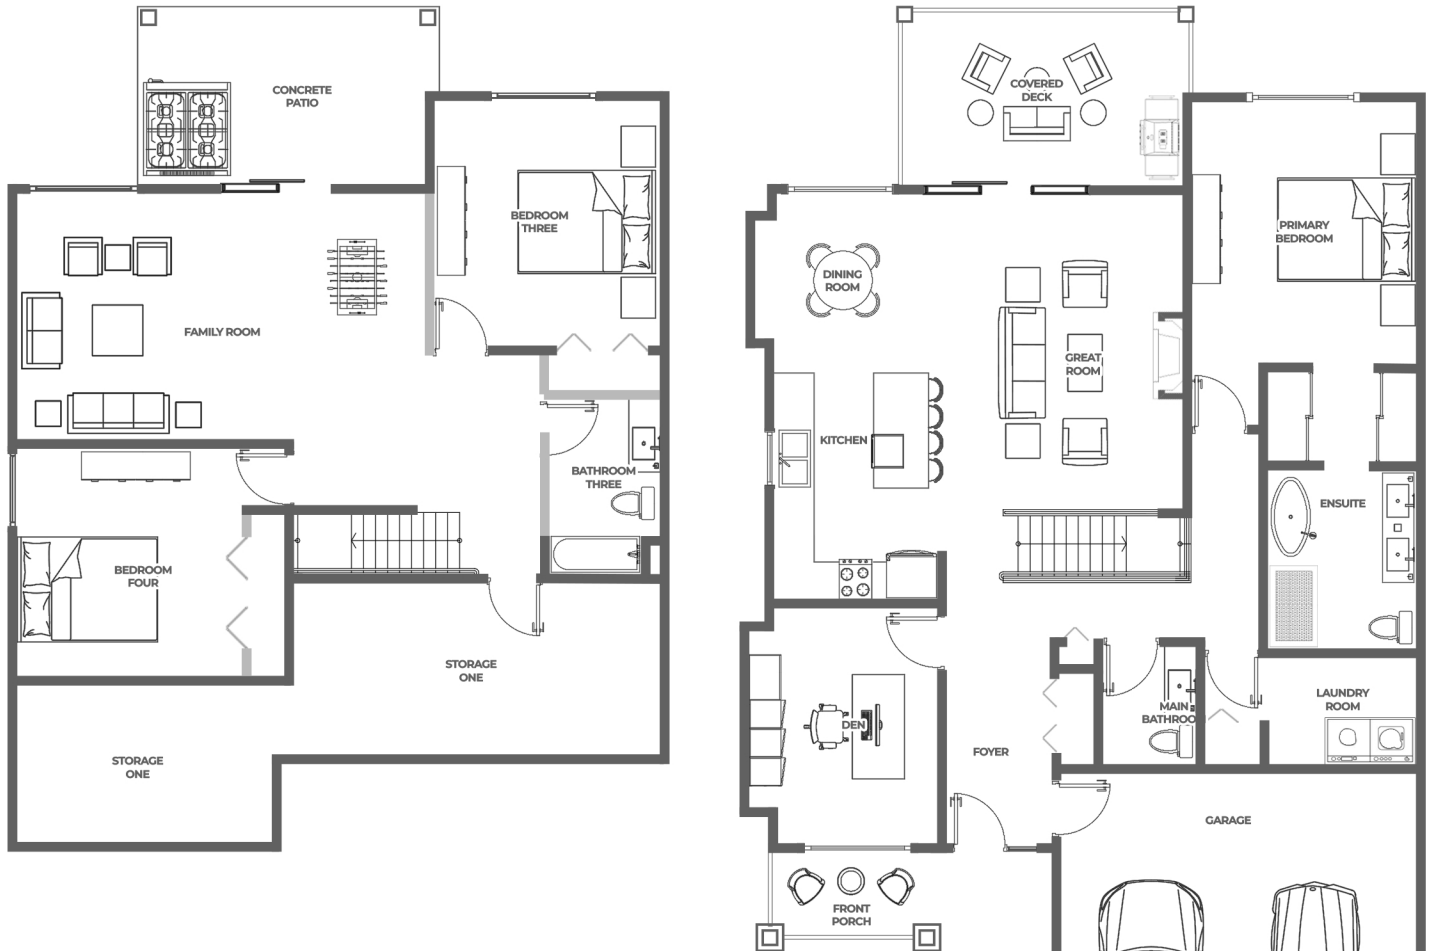 CONCRETE
PATIO
BEDROOM
THREE
FAMILY ROOM
BATHROOM
THREE
BEDROOM
FOUR
STORAGE
ONE
STORAGE
ONE
COVERED
DECK
PRIMARY
BEDROOM
DINING
ROOM
GREAT
ROOM
KITCHEN
ENSUITE
LAUNDRY
ROOM
MAIN
BATHROO
DEN
FOYER
GARAGE
FRONT
PORCH